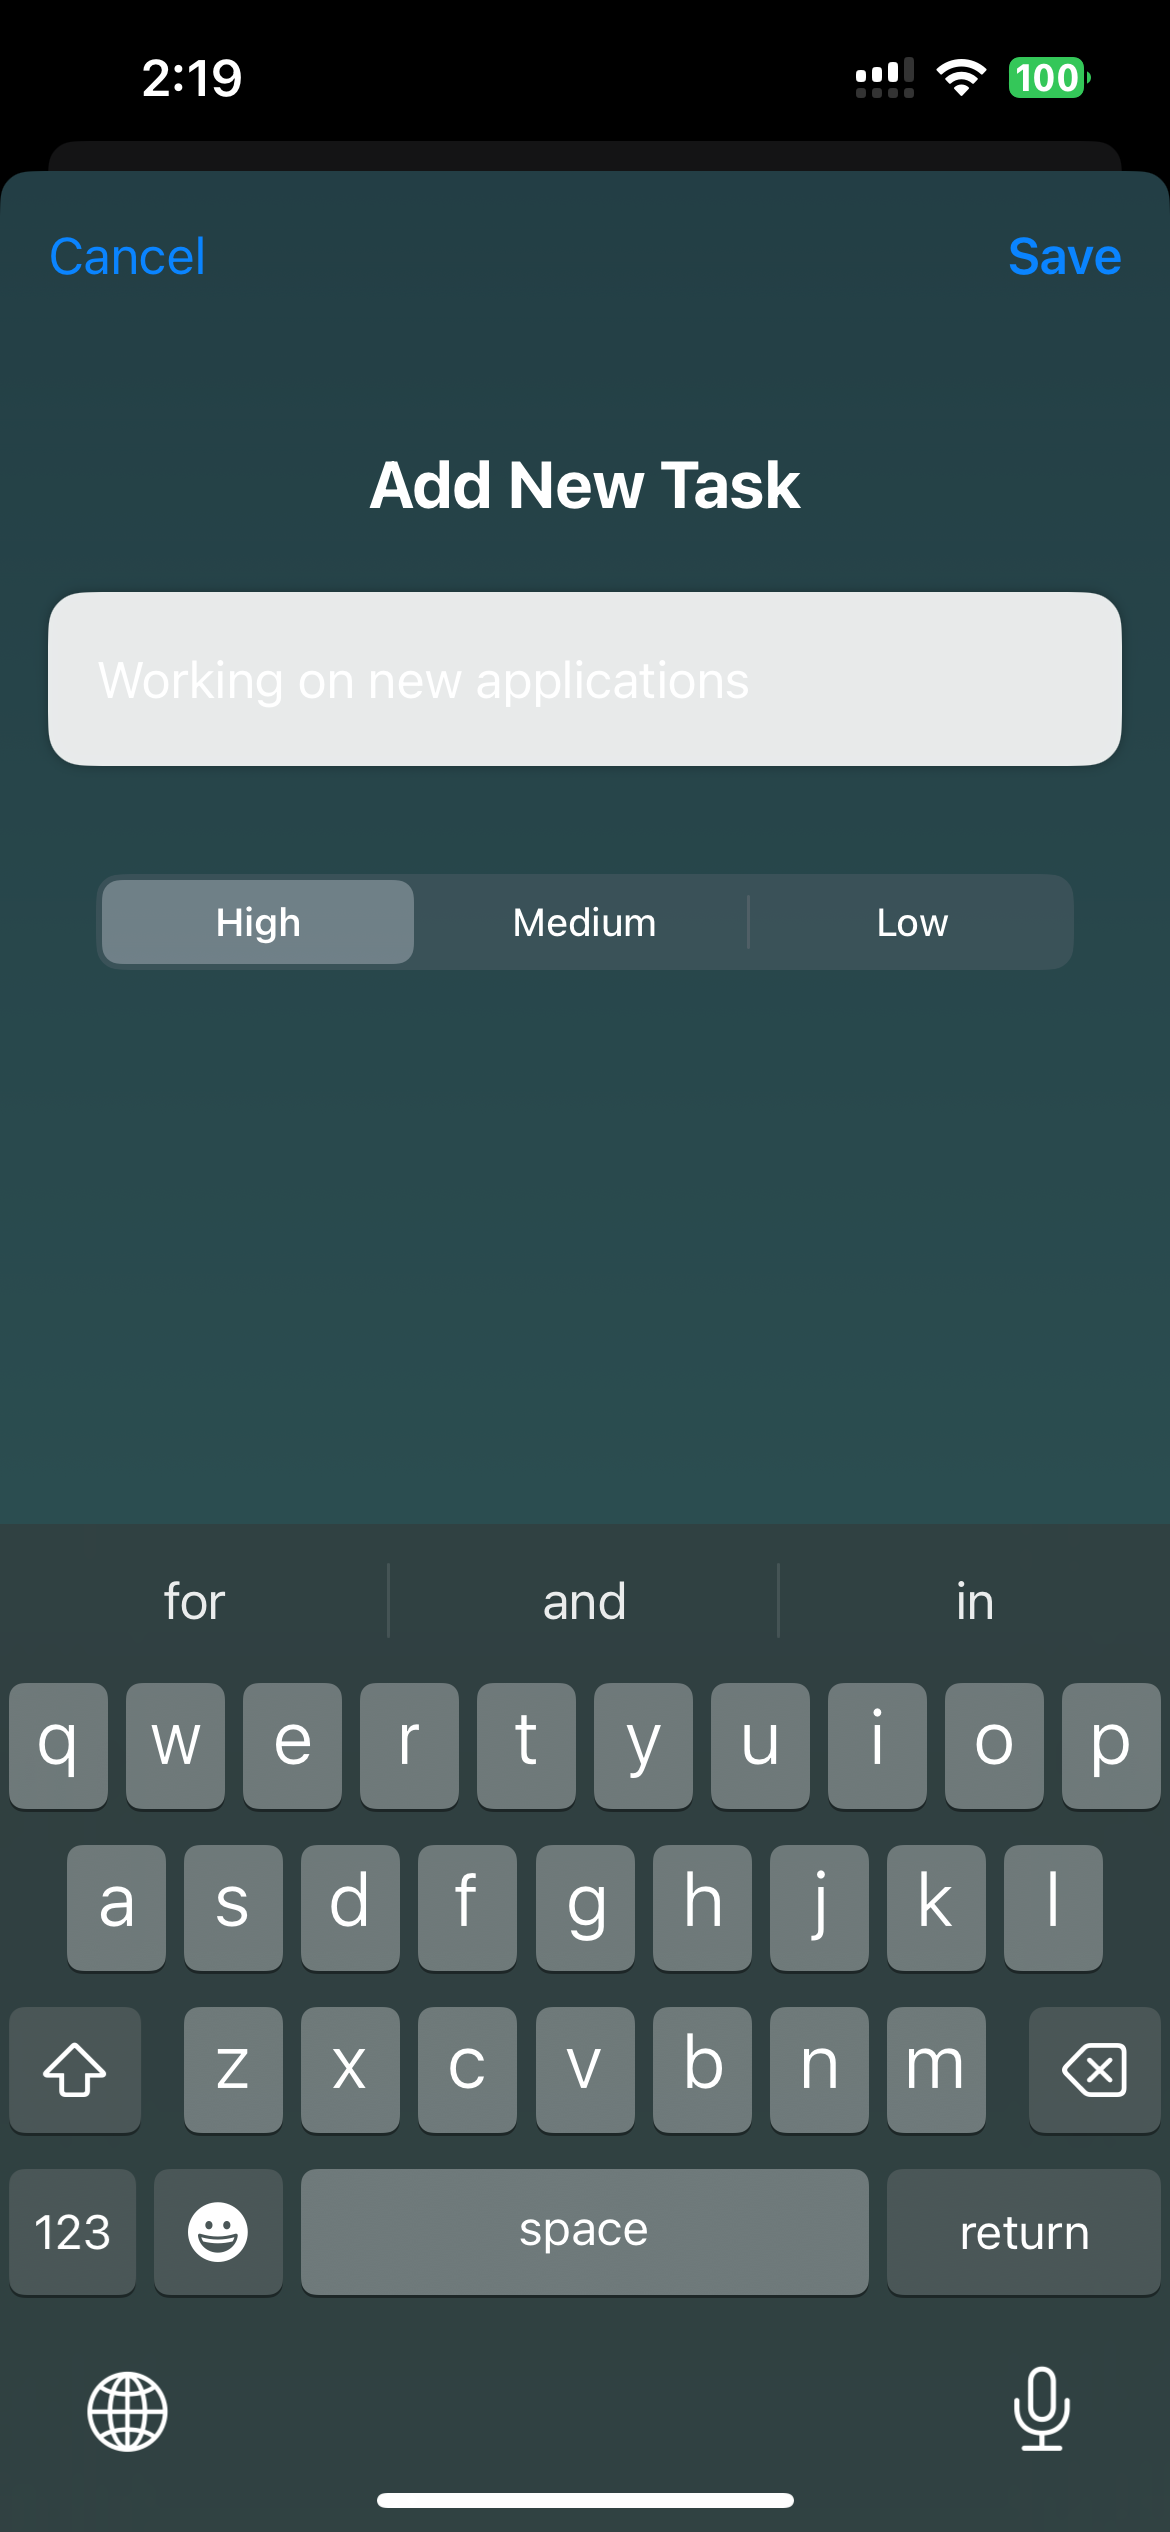 2:19
100
Cancel
Save
Add New Task
Working on new applications
High
Medium
Low
for
and
in
q w e r t y u i o p
a s d f g h j k l
z x c v b n m
123
space
return